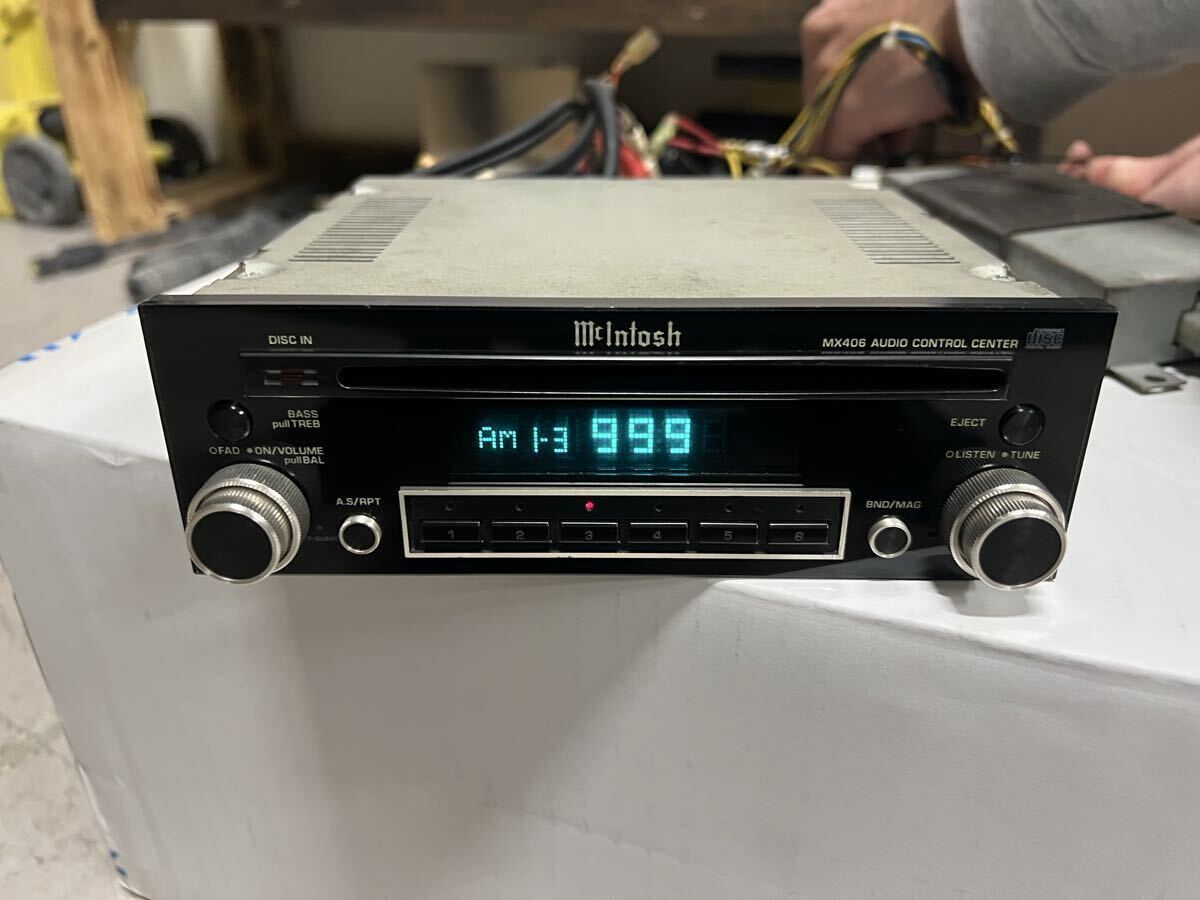 McIntosh
DISC IN
MX406 AUDIO CONTROL CENTER
disc
BASS
pull TREB
EJECT
FAD ON/VOLUME
pull BAL
AM 1-3 999
LISTEN TUNE
A.S/RPT
BND/MAG
1 2 3 4 5 6